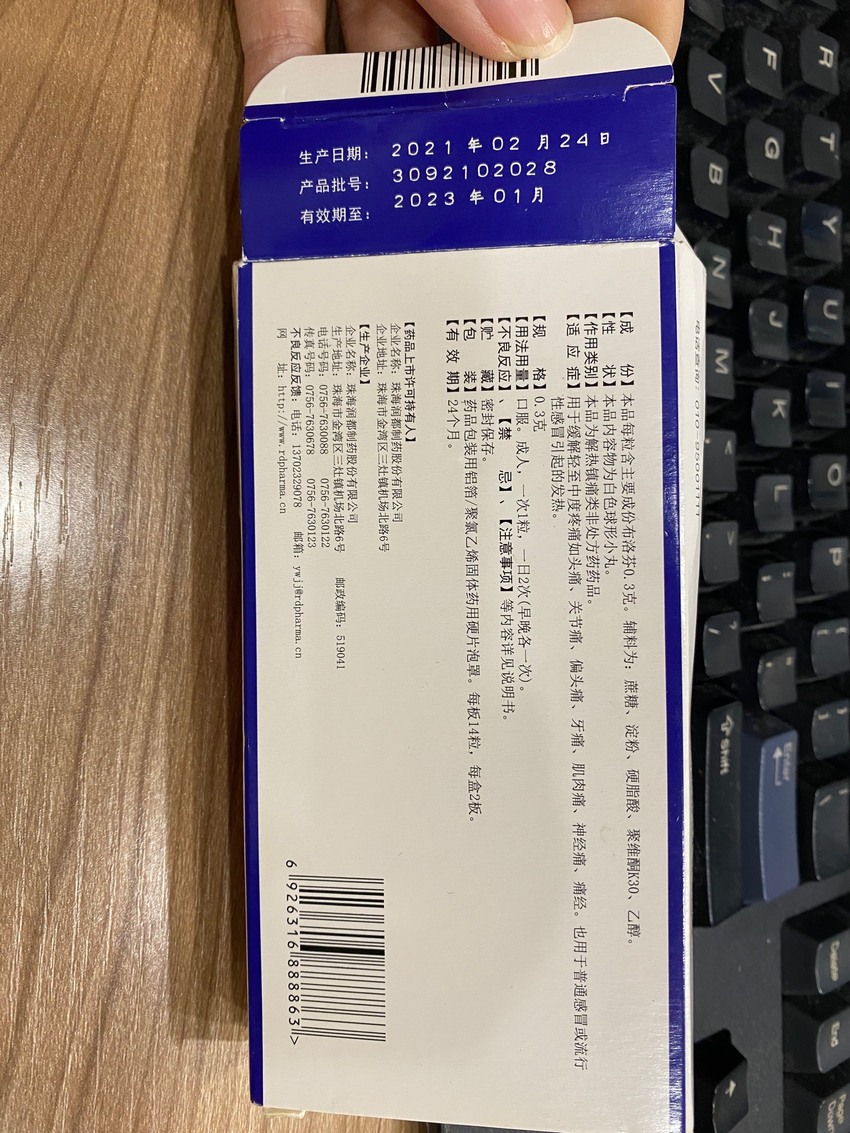 生产日期： 2021 年 02 月 24 日
产品批号： 3092102028
有效期至： 2023 年 01 月
【成 份】本品每粒含主要成份布洛芬0.3克。辅料为：蔗糖、淀粉、硬脂酸、聚维酮K30、乙醇。
【性 状】本品内容物为白色球形小丸。
【作用类别】本品为解热镇痛类非处方药药品。
【适 应 症】用于缓解轻至中度疼痛如头痛、关节痛、偏头痛、牙痛、肌肉痛、神经痛、痛经。也用于普通感冒或流行
性感冒引起的发热。
【规 格】0.3克
【用法用量】口服。成人，一次1粒，一日2次(早晚各一次)。
【不良反应】、【禁 忌】、【注意事项】等内容详见说明书。
【贮 藏】密封保存。
【包 装】药品包装用铝箔/聚氯乙烯固体药用硬片泡罩。每板14粒，每盒2板。
【有 效 期】24个月。
【药品上市许可持有人】
企业名称：珠海润都制药股份有限公司
企业地址：珠海市金湾区三灶镇机场北路6号
【生产企业】
企业名称：珠海润都制药股份有限公司
生产地址：珠海市金湾区三灶镇机场北路6号 邮政编码：519041
电话号码：0756-7630088 0756-7630122
传真号码：0756-7630678 0756-7630123
不良反应反馈：电话：13702329078 邮箱：ywjj@rdpharma.cn
网 址：http://www.rdpharma.cn
6 926316 888863 >
R
F
V
T
G
B
Y
H
N
U
J
M
I
K
O
L
P
Shift
Enter
Delete
End
Page
Down